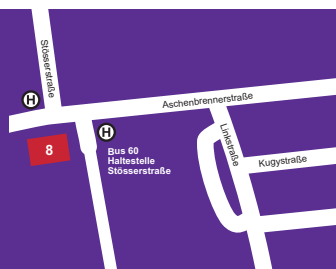 Stösserstraße
H
Aschenbrennerstraße
H
Linkstraße
8
Bus 60
Haltestelle
Stösserstraße
Kugystraße